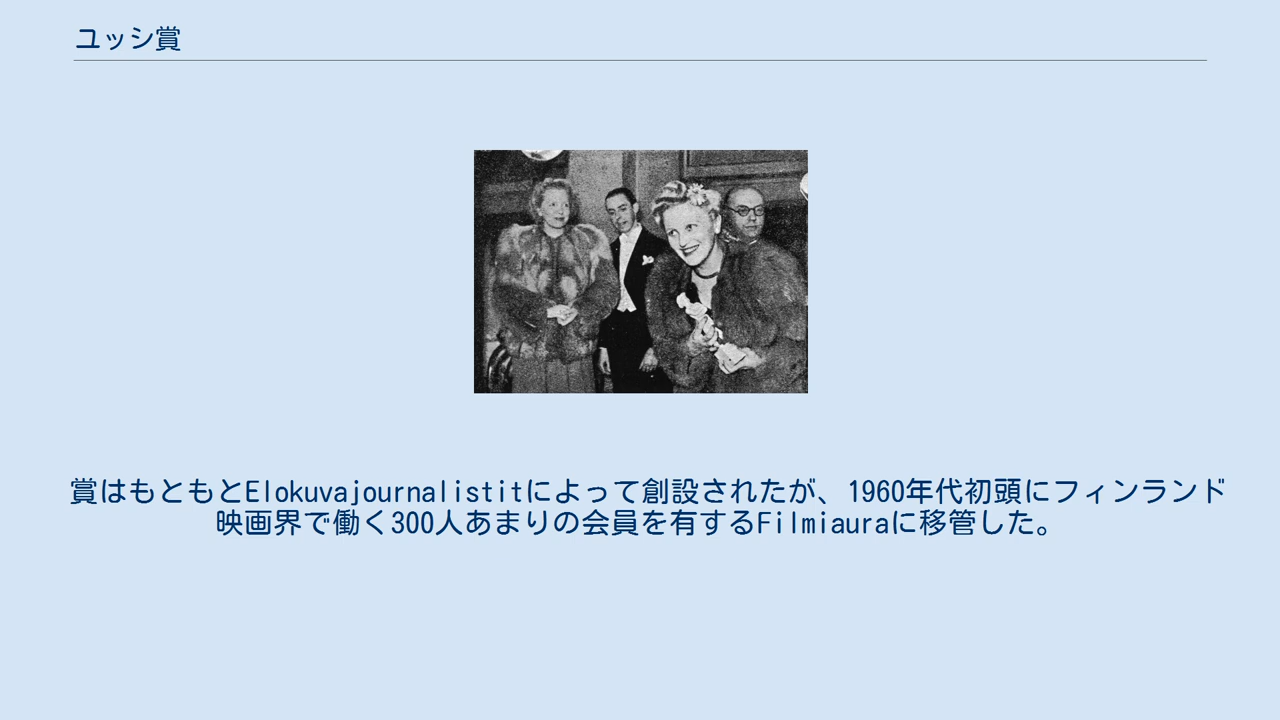 ユッシ賞
賞はもともとElokuvajournalistitによって創設されたが、1960年代初頭にフィンランド
映画界で働く300人あまりの会員を有するFilmiauraに移管した。